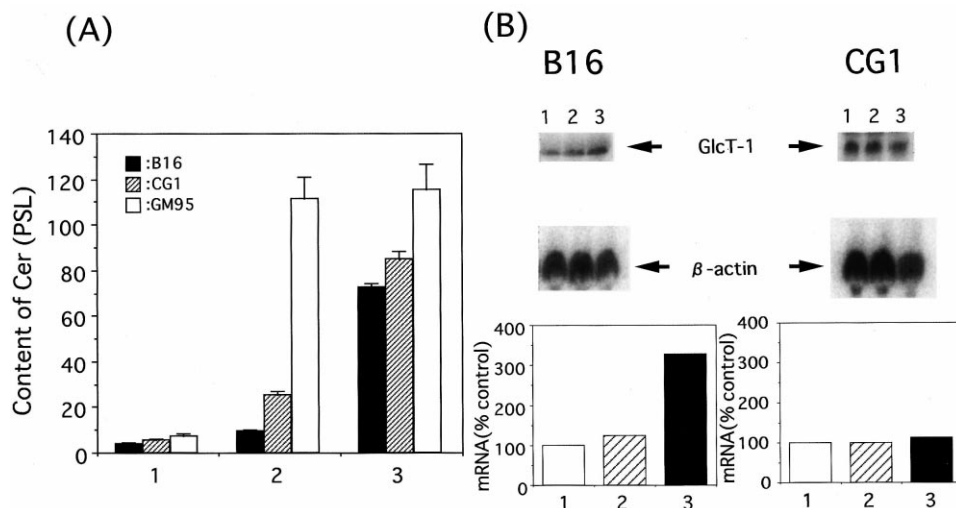 (A)
140
120
100
80
60
40
20
0
Content of Cer (PSL)
:B16
:CG1
:GM95
1 2 3
(B)
B16
CG1
1 2 3
1 2 3
GlcT-1
β-actin
400
300
200
100
0
mRNA(% control)
1 2 3
400
300
200
100
0
mRNA(% control)
1 2 3